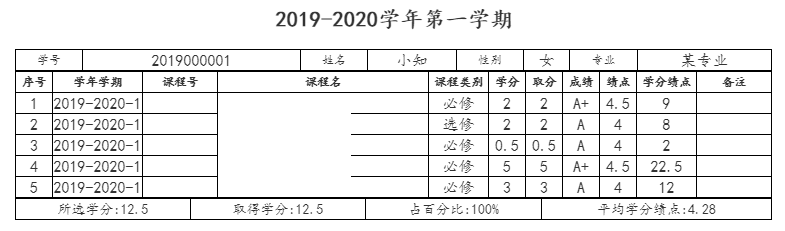 2019-2020学年第一学期
学号 2019000001 姓名 小知 性别 女 专业 某专业
序号 学年学期 课程号 课程名 课程类别 学分 取分 成绩 绩点 学分绩点 备注
1 2019-2020-1 必修 2 2 A+ 4.5 9
2 2019-2020-1 选修 2 2 A 4 8
3 2019-2020-1 必修 0.5 0.5 A 4 2
4 2019-2020-1 必修 5 5 A+ 4.5 22.5
5 2019-2020-1 必修 3 3 A 4 12
所选学分:12.5 取得学分:12.5 占百分比:100% 平均学分绩点:4.28